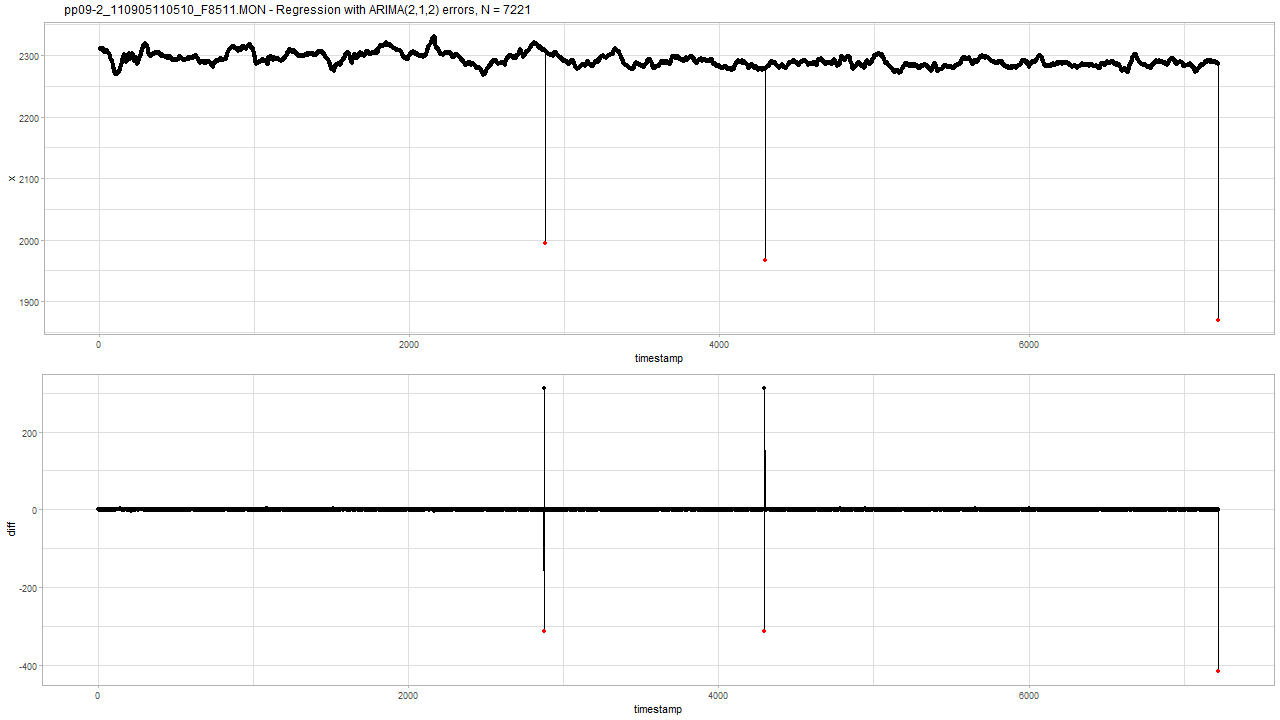 pp09-2_110905110510_F8511.MON - Regression with ARIMA(2,1,2) errors, N = 7221
2300
2200
x 2100
2000
1900
0 2000 4000 6000
timestamp
200
0
diff
-200
-400
0 2000 4000 6000
timestamp